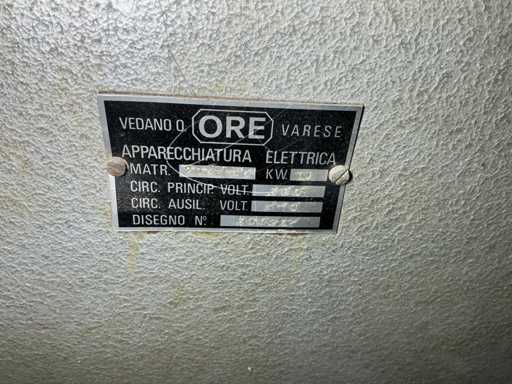 VEDANO O. ORE VARESE
APPARECCHIATURA ELETTRICA
MATR. KW.
CIRC. PRINCIP. VOLT.
CIRC. AUSIL. VOLT.
DISEGNO N°.